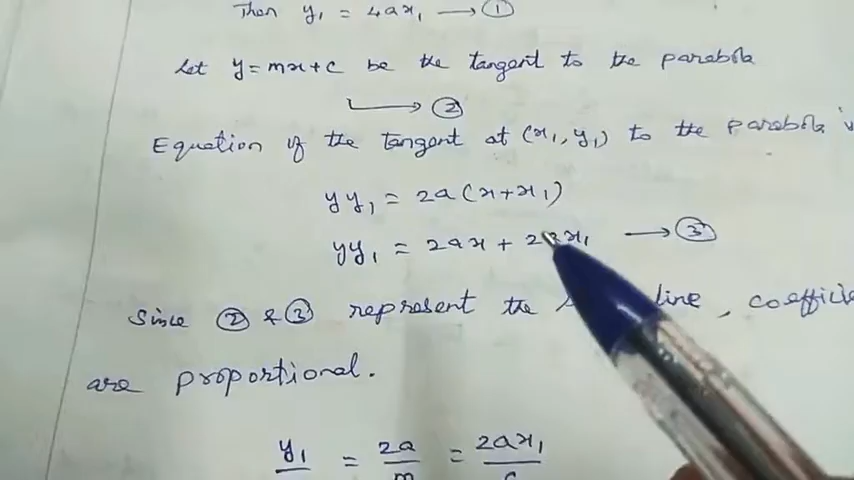 Then y₁ = 4ax₁ → ①
Let y = mx + c be the tangent to the parabola
→ ②
Equation of the tangent at (x₁, y₁) to the parabola
yy₁ = 2a(x + x₁)
yy₁ = 2ax + 2ax₁ → ③
Since ② & ③ represent the line,
are proportional.
y₁ = 2a/m = 2ax₁/c